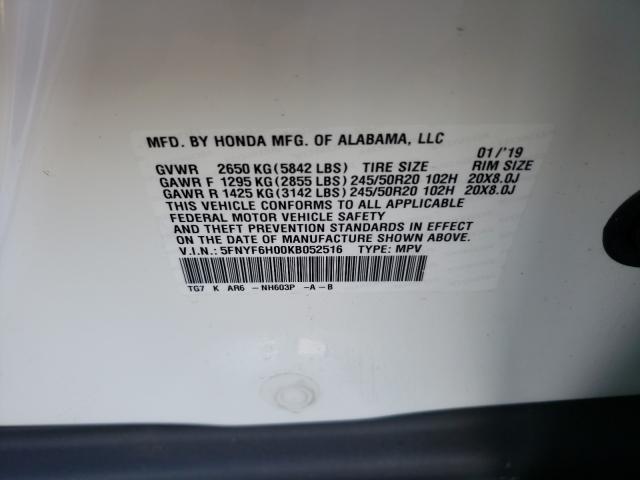 MFD. BY HONDA MFG. OF ALABAMA, LLC
01/'19
GVWR 2650 KG (5842 LBS) TIRE SIZE RIM SIZE
GAWR F 1295 KG (2855 LBS) 245/50R20 102H 20X8.0J
GAWR R 1425 KG (3142 LBS) 245/50R20 102H 20X8.0J
THIS VEHICLE CONFORMS TO ALL APPLICABLE
FEDERAL MOTOR VEHICLE SAFETY
AND THEFT PREVENTION STANDARDS IN EFFECT
ON THE DATE OF MANUFACTURE SHOWN ABOVE.
V.I.N.: 5FNYF6H00KB052516 TYPE: MPV
TG7 K AR6 -NH603P -A-B